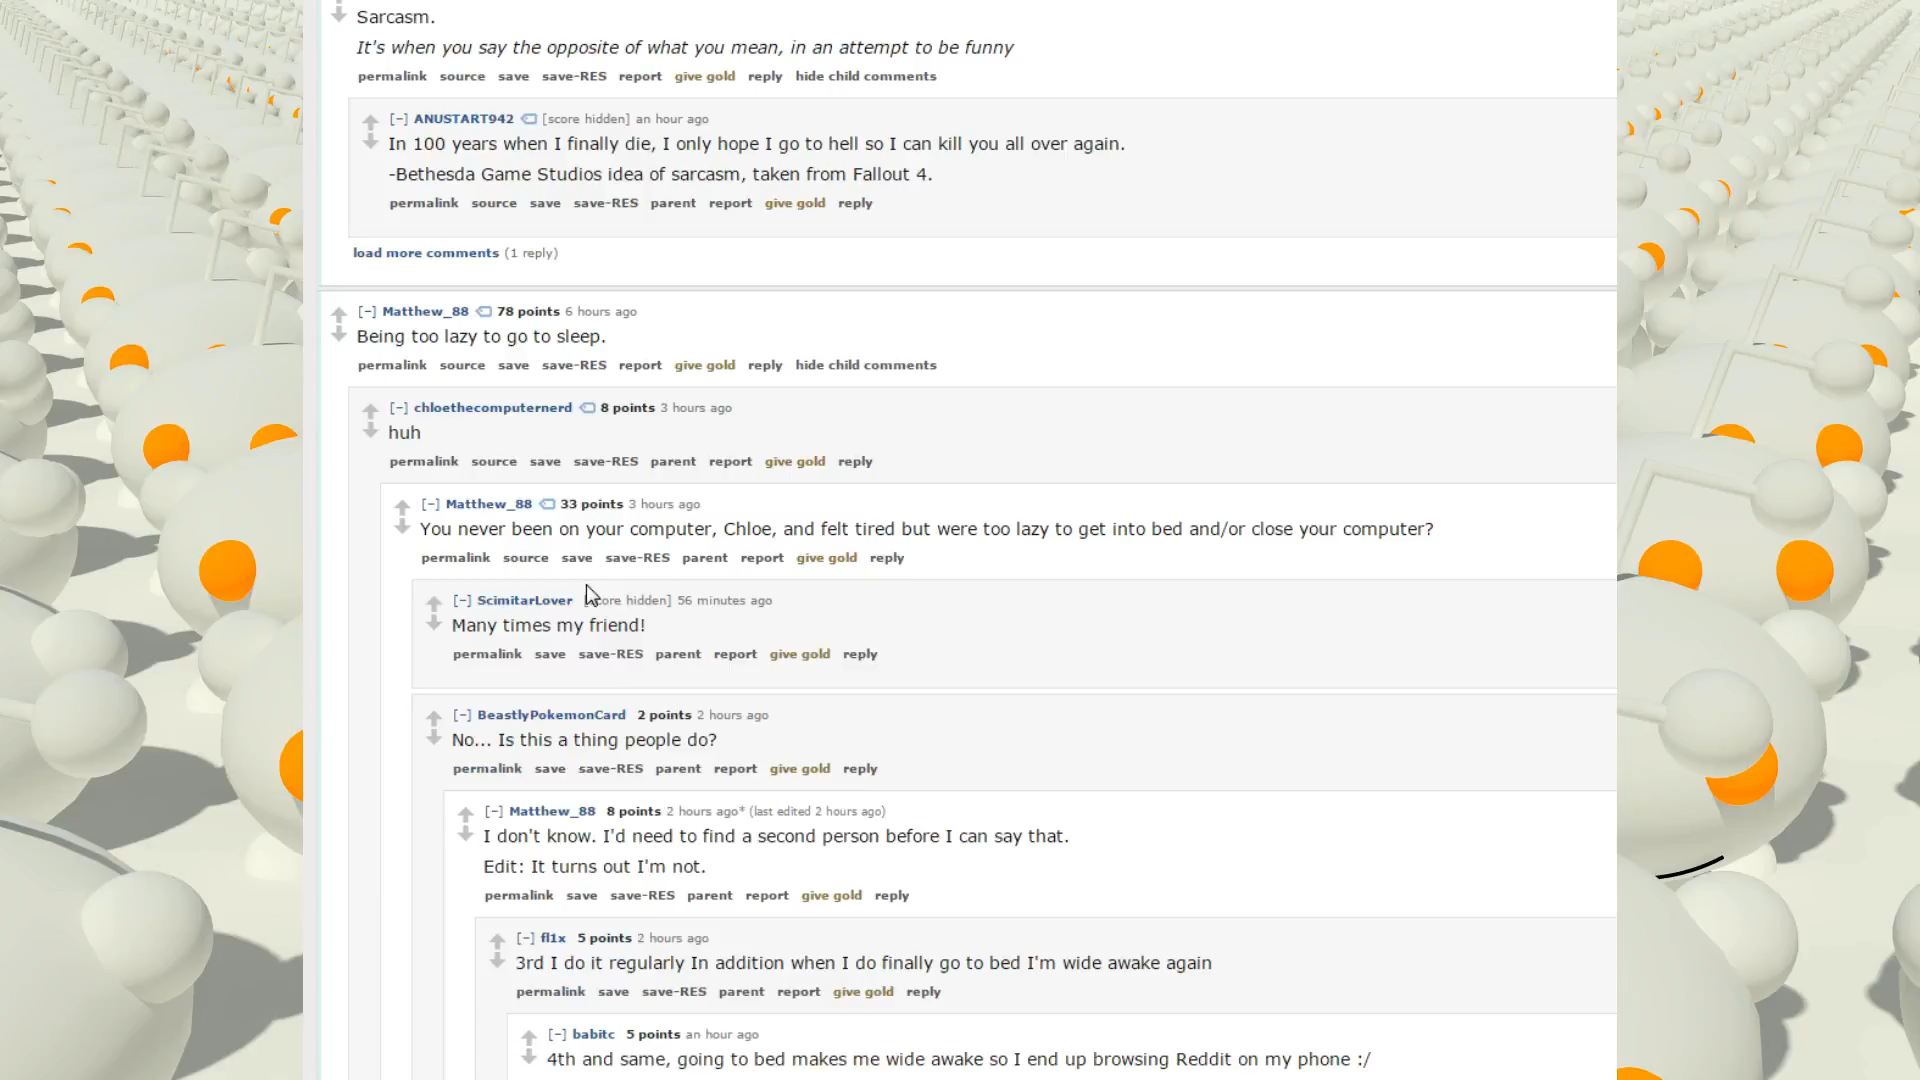 Sarcasm.
It's when you say the opposite of what you mean, in an attempt to be funny
permalink source save save-RES report give gold reply hide child comments
[-] ANUSTART942 [score hidden] an hour ago
In 100 years when I finally die, I only hope I go to hell so I can kill you all over again.
-Bethesda Game Studios idea of sarcasm, taken from Fallout 4.
permalink source save save-RES parent report give gold reply
load more comments (1 reply)
[-] Matthew_88 78 points 6 hours ago
Being too lazy to go to sleep.
permalink source save save-RES report give gold reply hide child comments
[-] chloethecomputernerd 8 points 3 hours ago
huh
permalink source save save-RES parent report give gold reply
[-] Matthew_88 33 points 3 hours ago
You never been on your computer, Chloe, and felt tired but were too lazy to get into bed and/or close your computer?
permalink source save save-RES parent report give gold reply
[-] ScimitarLover [score hidden] 56 minutes ago
Many times my friend!
permalink save save-RES parent report give gold reply
[-] BeastlyPokemonCard 2 points 2 hours ago
No... Is this a thing people do?
permalink save save-RES parent report give gold reply
[-] Matthew_88 8 points 2 hours ago* (last edited 2 hours ago)
I don't know. I'd need to find a second person before I can say that.
Edit: It turns out I'm not.
permalink save save-RES parent report give gold reply
[-] fl1x 5 points 2 hours ago
3rd I do it regularly In addition when I do finally go to bed I'm wide awake again
permalink save save-RES parent report give gold reply
[-] babitc 5 points an hour ago
4th and same, going to bed makes me wide awake so I end up browsing Reddit on my phone :/